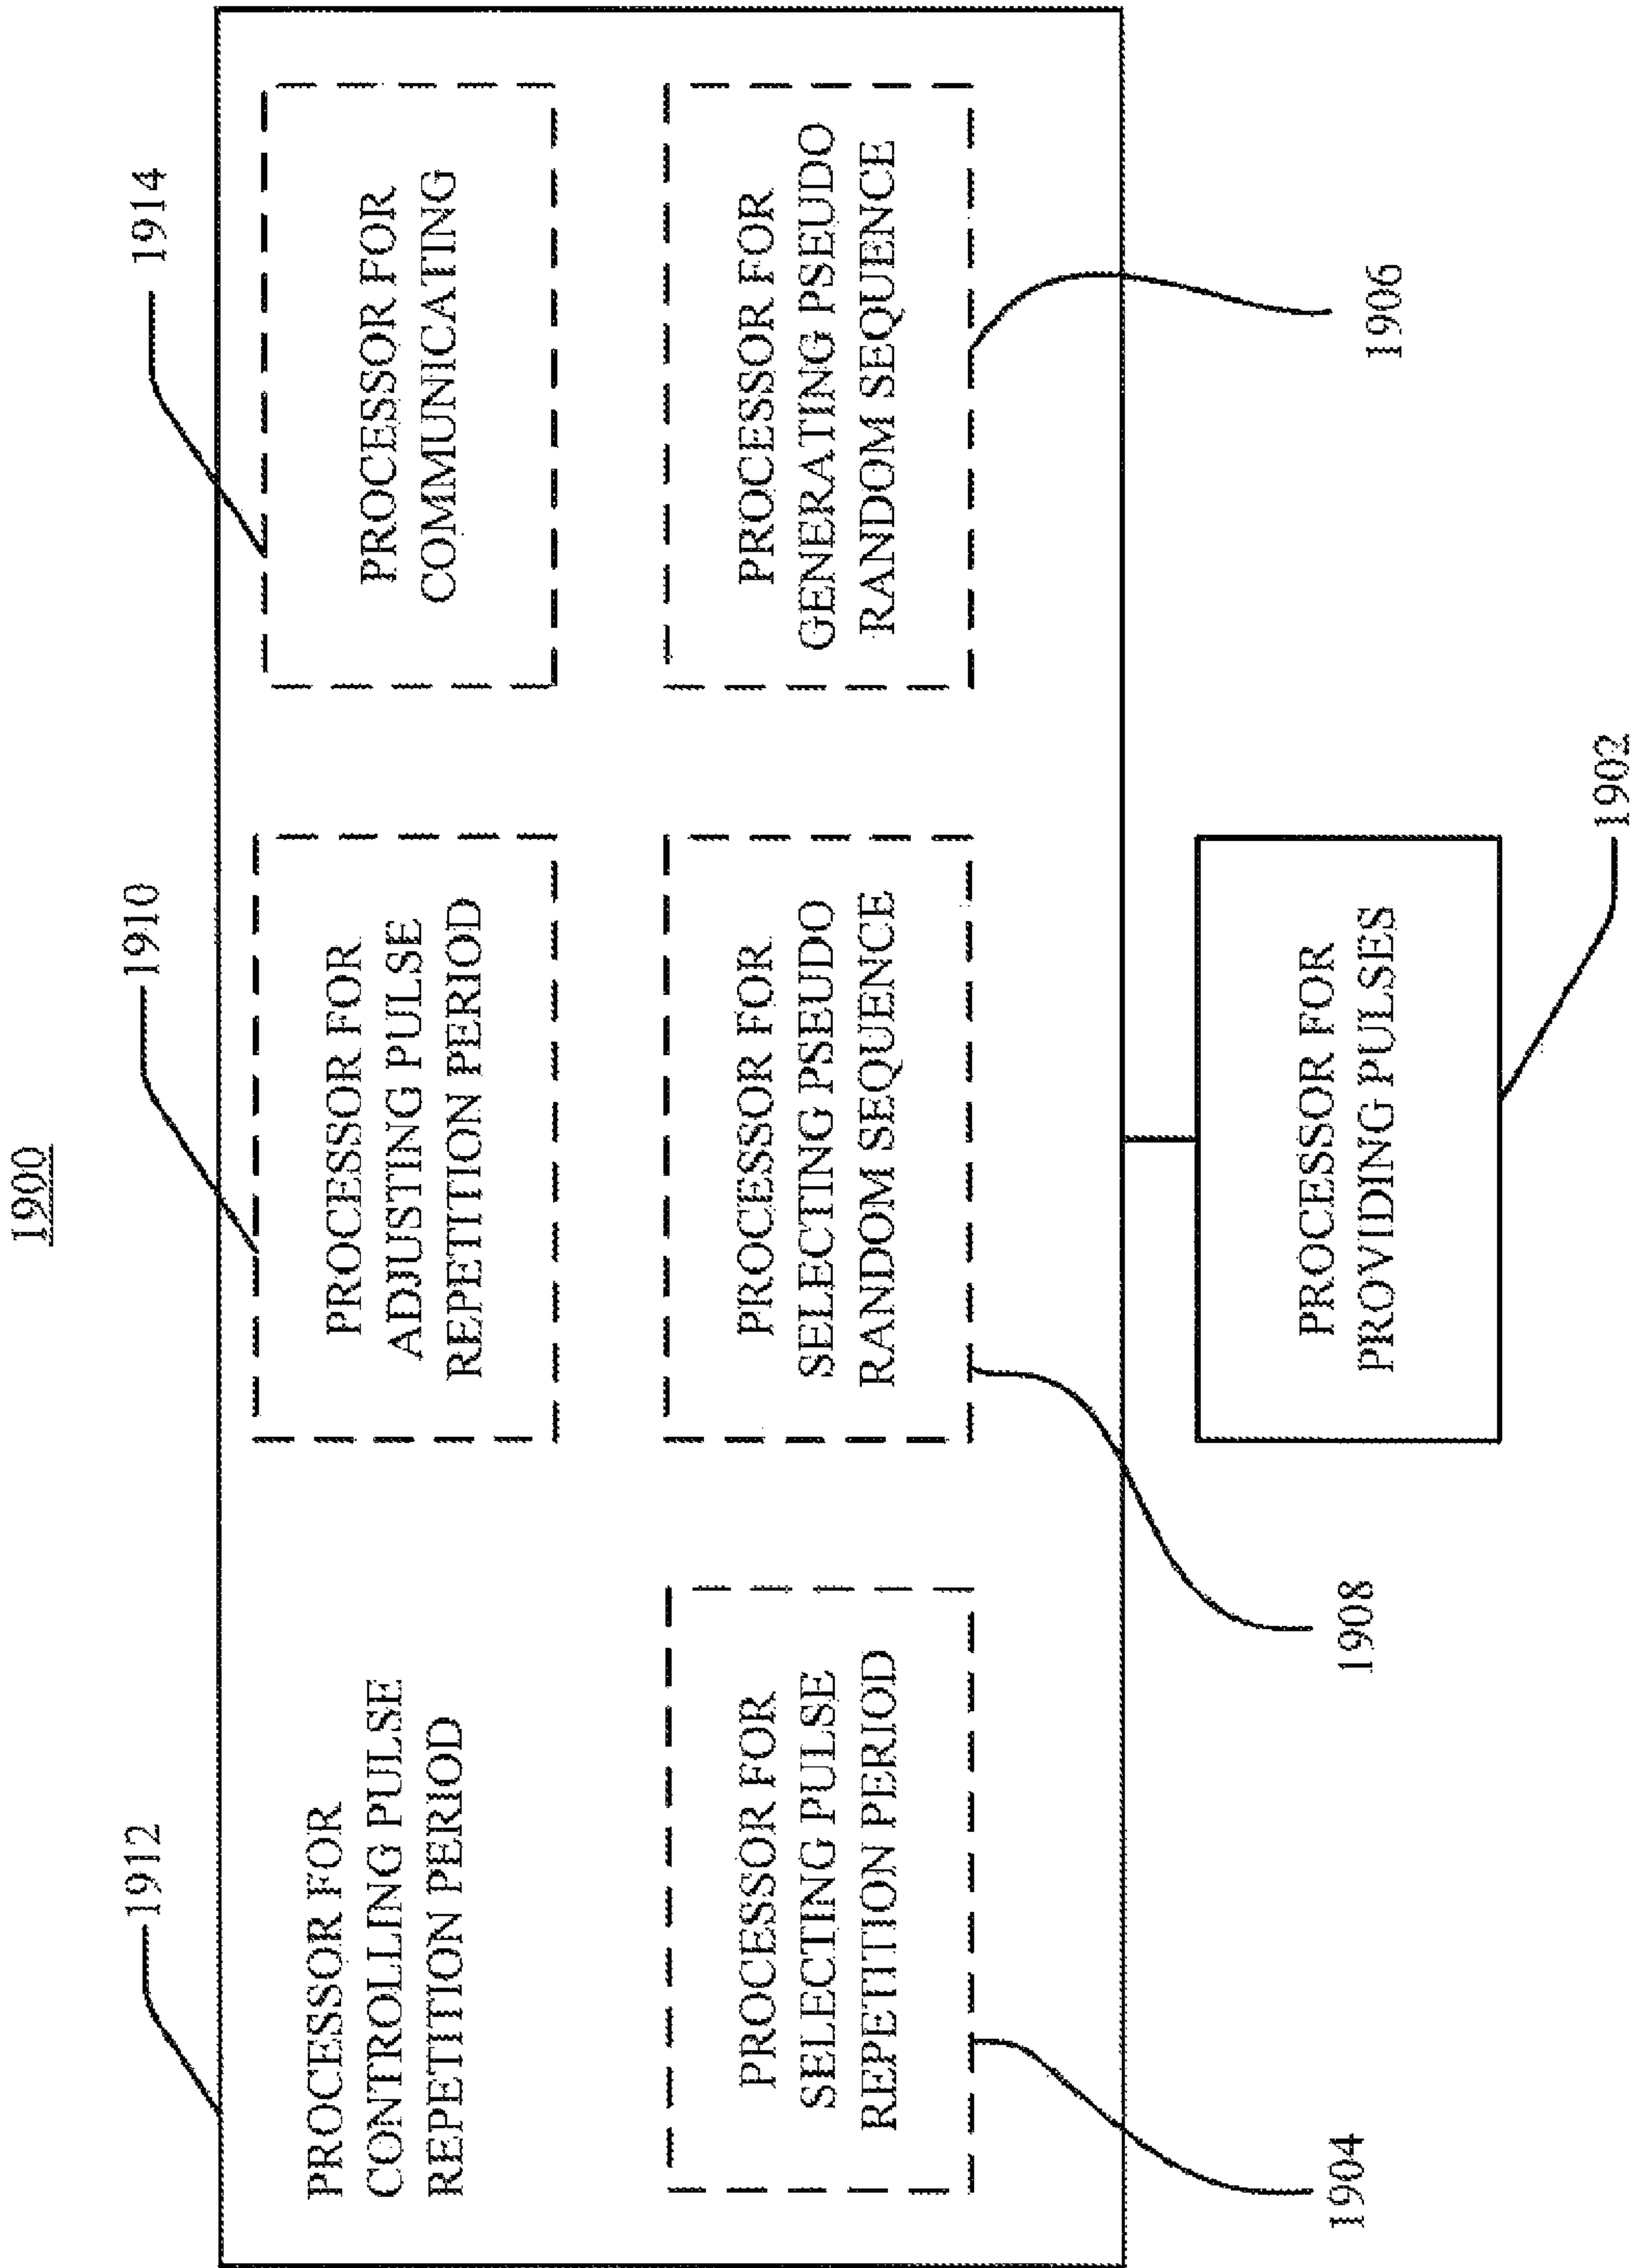 1900
1912
PROCESSOR FOR
CONTROLLING PULSE
REPETITION PERIOD
1910
PROCESSOR FOR
ADJUSTING PULSE
REPETITION PERIOD
1914
PROCESSOR FOR
COMMUNICATING
PROCESSOR FOR
SELECTING PULSE
REPETITION PERIOD
1904
PROCESSOR FOR
SELECTING PSEUDO
RANDOM SEQUENCE
1908
PROCESSOR FOR
GENERATING PSEUDO
RANDOM SEQUENCE
1906
PROCESSOR FOR
PROVIDING PULSES
1902